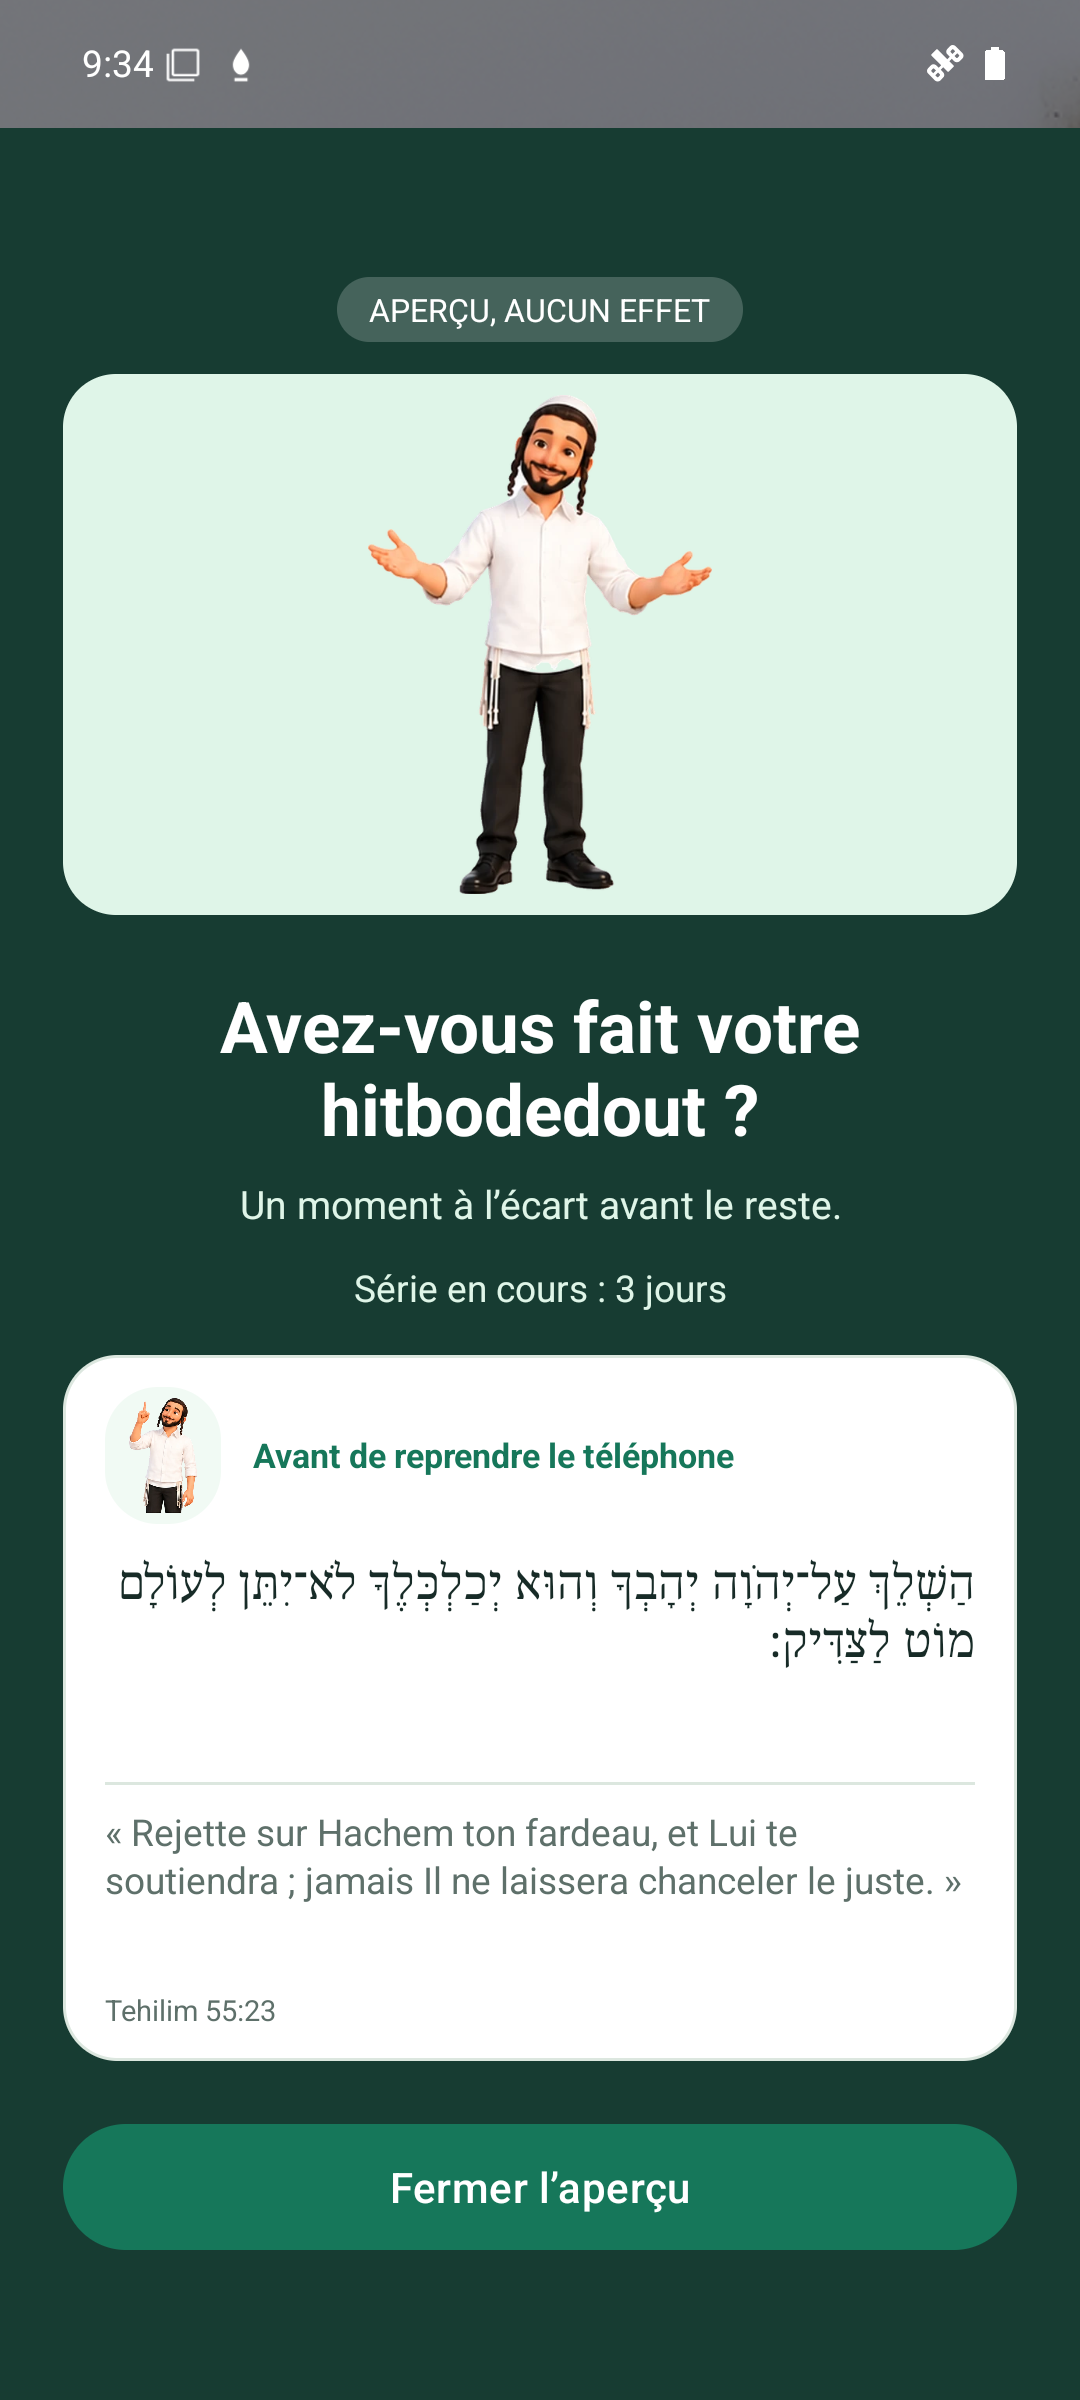 9:34
APERÇU, AUCUN EFFET
Avez-vous fait votre
hitbodedout ?
Un moment à l’écart avant le reste.
Série en cours : 3 jours
Avant de reprendre le téléphone
הַשְׁלֵךְ עַל־יְהֹוָה יְהָבְךָ וְהוּא יְכַלְכְּלֶךָ לֹא־יִתֵּן לְעוֹלָם
מוֹט לַצַּדִּיק:
« Rejette sur Hachem ton fardeau, et Lui te
soutiendra ; jamais Il ne laissera chanceler le juste. »
Tehilim 55:23
Fermer l’aperçu